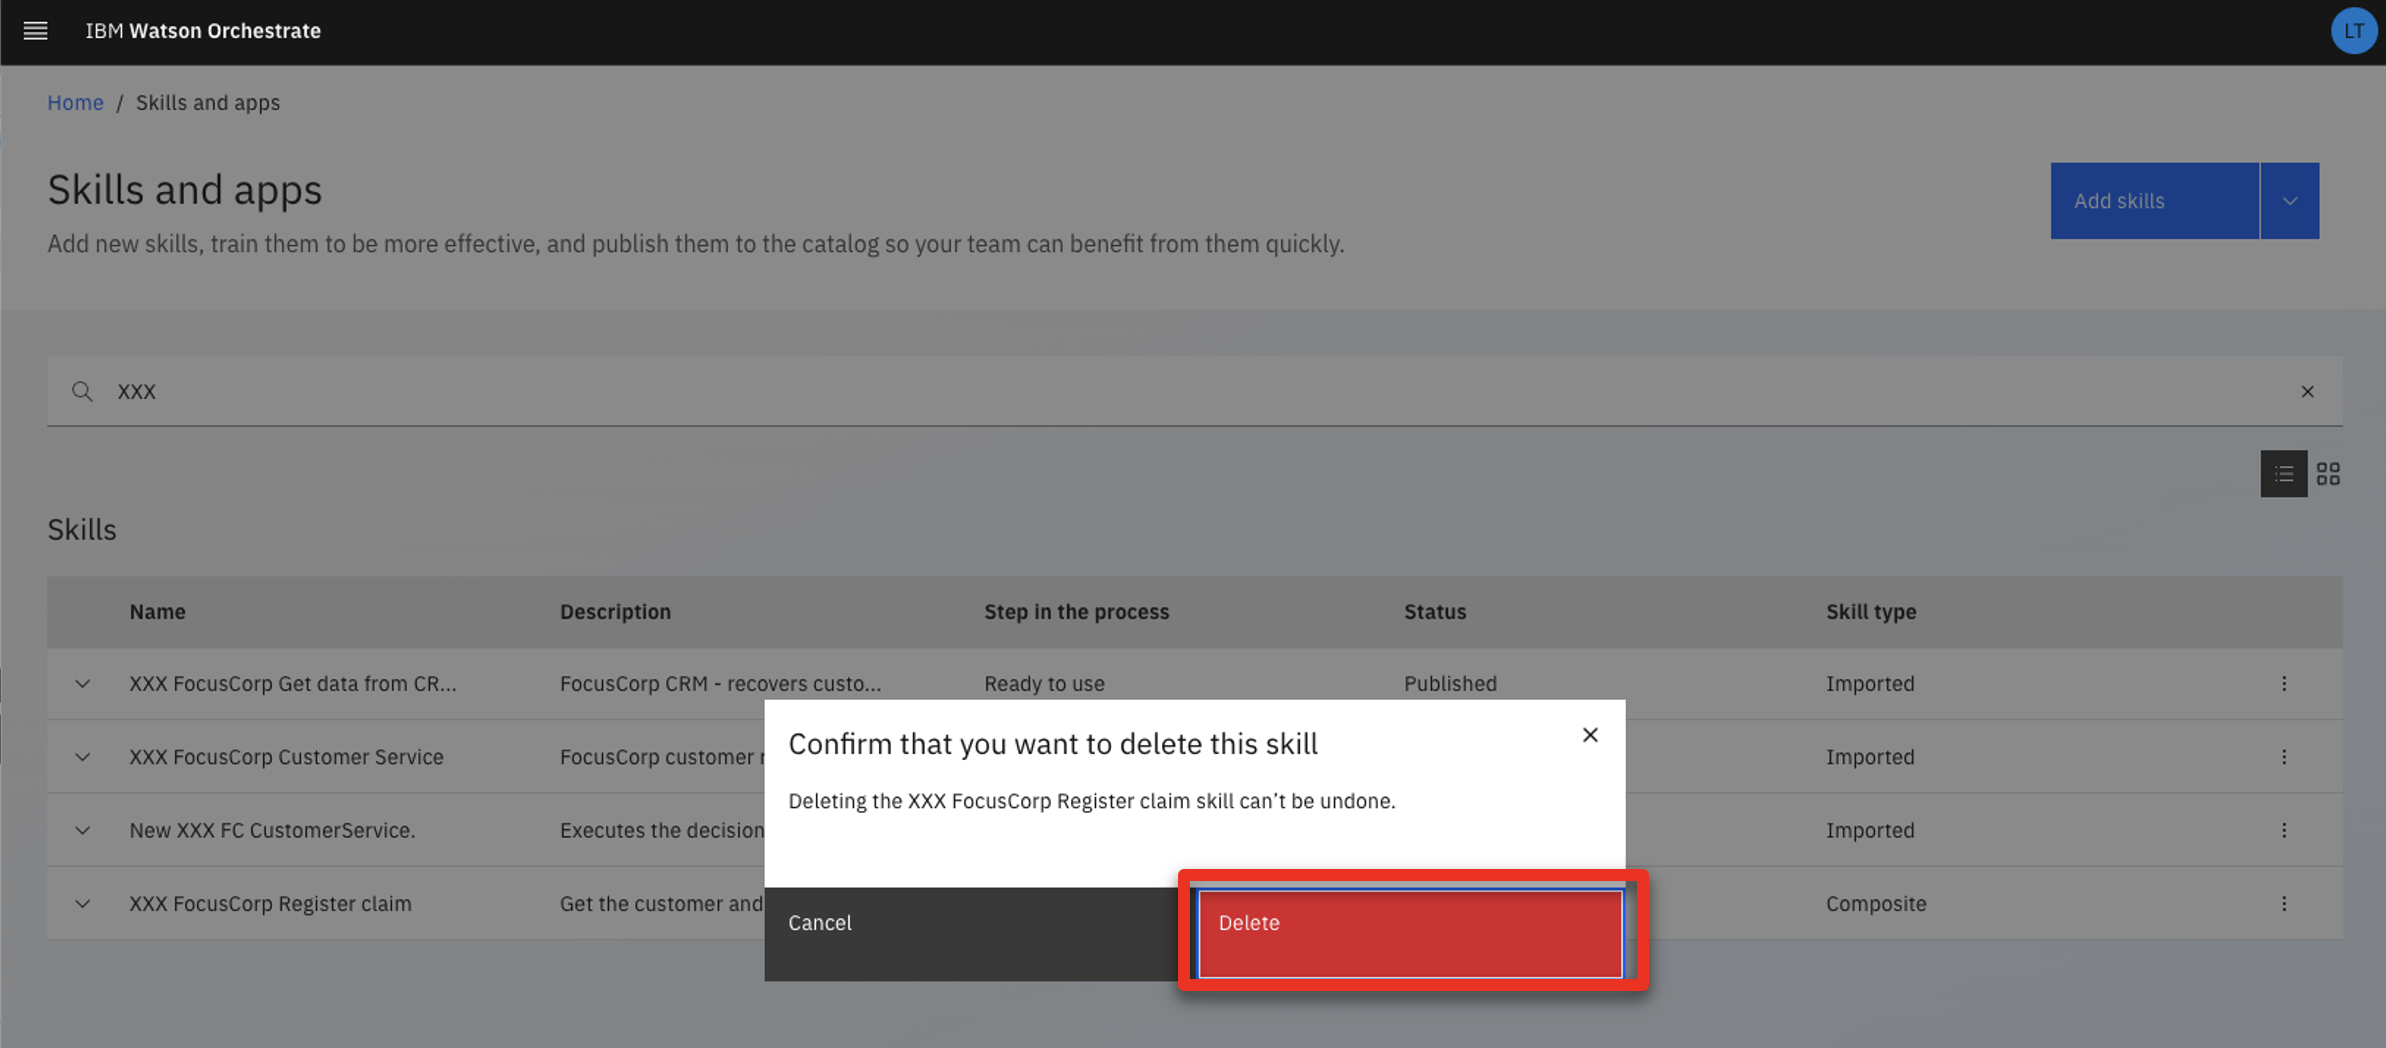 IBM Watson Orchestrate
LT
Home / Skills and apps
Skills and apps
Add new skills, train them to be more effective, and publish them to the catalog so your team can benefit from them quickly.
Add skills
XXX
Skills
Name Description Step in the process Status Skill type
XXX FocusCorp Get data from CR... FocusCorp CRM - recovers custo... Ready to use Published Imported
XXX FocusCorp Customer Service FocusCorp customer Imported
New XXX FC CustomerService. Executes the decision Imported
XXX FocusCorp Register claim Get the customer and Composite
Confirm that you want to delete this skill
Deleting the XXX FocusCorp Register claim skill can’t be undone.
Cancel
Delete